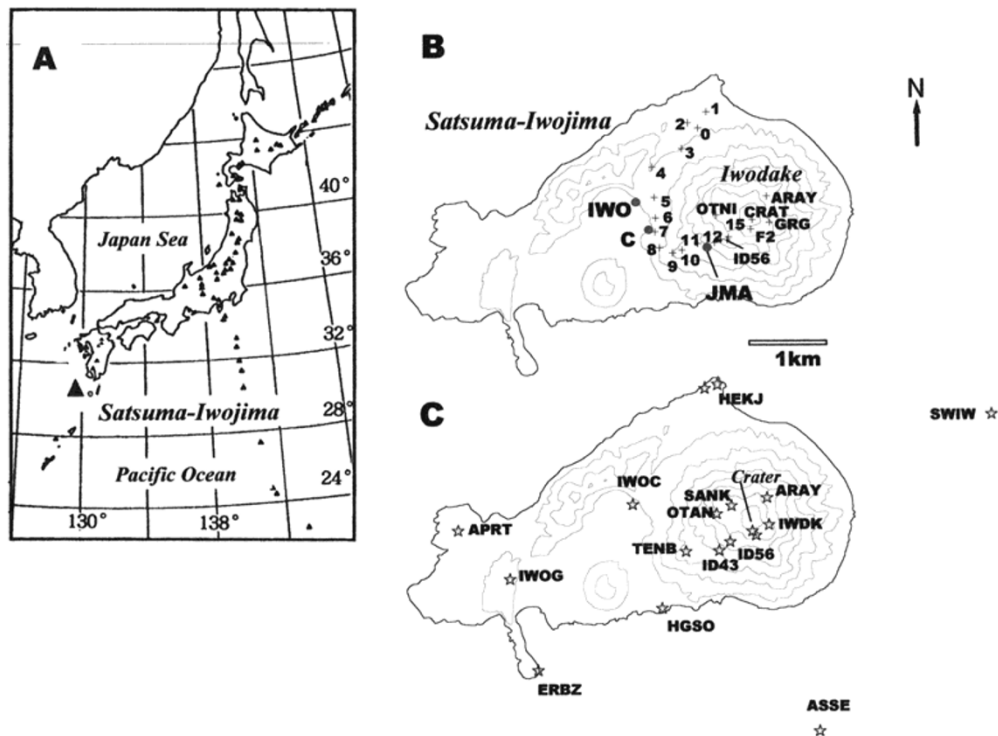 A
Japan Sea
40°
36°
32°
Satsuma-Iwojima
28°
Pacific Ocean
24°
130°
138°
B
N
Satsuma-Iwojima
1
2
0
3
Iwodake
4
ARAY
5
IWO
OTNI
CRAT
6
15
GRG
C
7
12
F2
11
8
ID56
10
9
JMA
1km
C
HEKJ
SWIW
Crater
IWOC
SANK
ARAY
OTAN
IWDK
APRT
TENB
ID56
ID43
IWOG
HGSO
ERBZ
ASSE